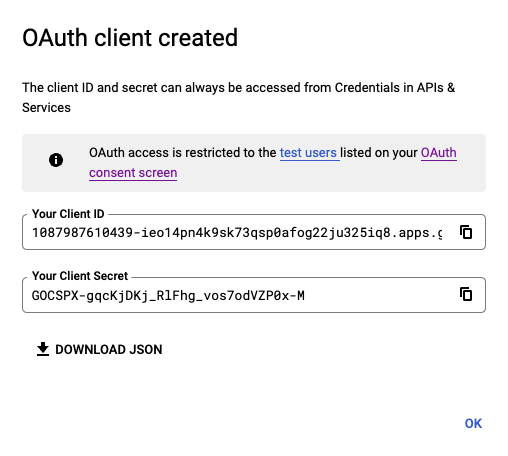 OAuth client created
The client ID and secret can always be accessed from Credentials in APIs &
Services
OAuth access is restricted to the test users listed on your OAuth
consent screen
Your Client ID
1087987610439-ieo14pn4k9sk73qsp0afog22ju325iq8.apps.g
Your Client Secret
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
DOWNLOAD JSON
OK